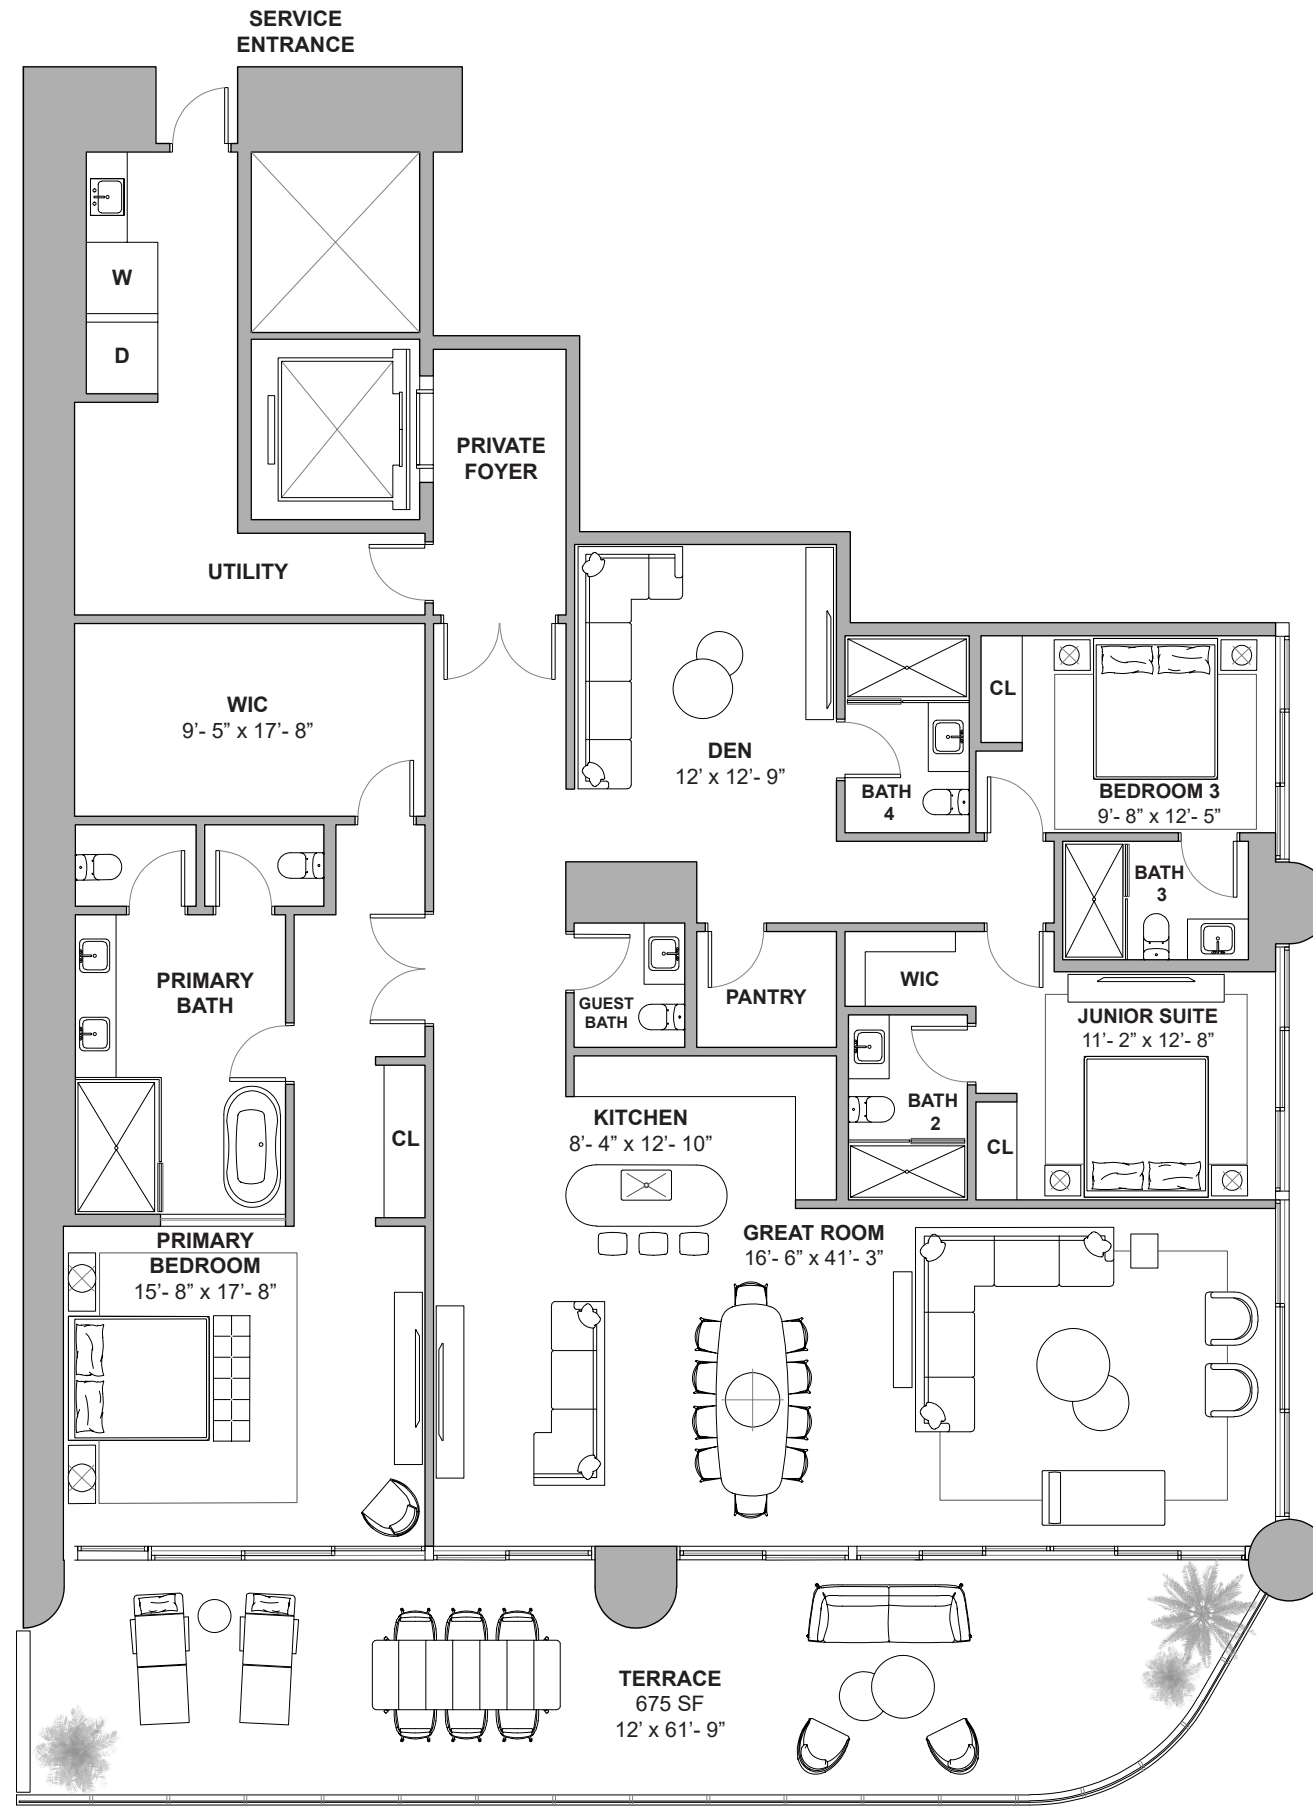 SERVICE
ENTRANCE
W
D
PRIVATE
FOYER
UTILITY
WIC
9’- 5” x 17’- 8”
DEN
12’ x 12’- 9”
CL
BEDROOM 3
9’- 8” x 12’- 5”
BATH
4
BATH
3
PRIMARY
BATH
GUEST
BATH
PANTRY
WIC
JUNIOR SUITE
11’- 2” x 12’- 8”
BATH
2
CL
CL
KITCHEN
8’- 4” x 12’- 10”
PRIMARY
BEDROOM
15’- 8” x 17’- 8”
GREAT ROOM
16’- 6” x 41’- 3”
TERRACE
675 SF
12’ x 61’- 9”